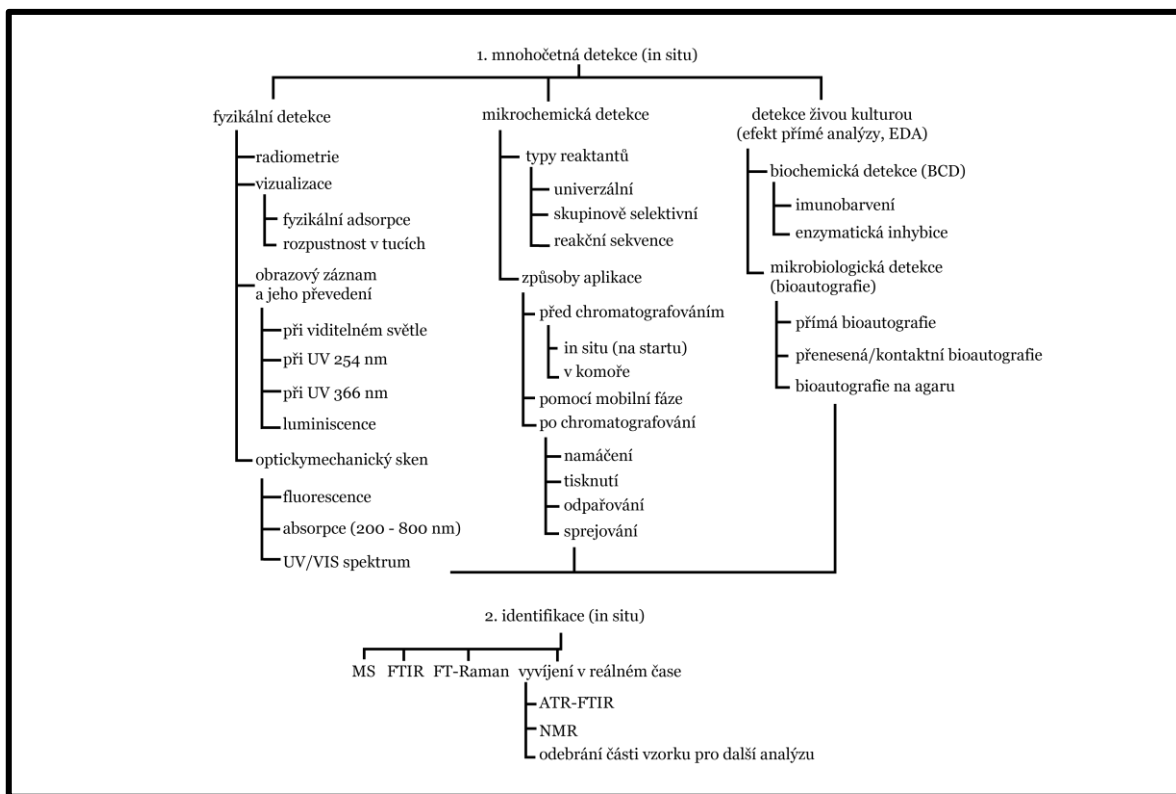 1. mnohočetná detekce (in situ)
fyzikální detekce
radiometrie
vizualizace
fyzikální adsorpce
rozpustnost v tucích
obrazový záznam
a jeho převedení
při viditelném světle
při UV 254 nm
při UV 366 nm
luminiscence
optickymechanický sken
fluorescence
absorpce (200 - 800 nm)
UV/VIS spektrum
mikrochemická detekce
typy reaktantů
univerzální
skupinově selektivní
reakční sekvence
způsoby aplikace
před chromatografováním
in situ (na startu)
v komoře
pomocí mobilní fáze
po chromatografování
namáčení
tisknutí
odpařování
sprejování
detekce živou kulturou
(efekt přímé analýzy, EDA)
biochemická detekce (BCD)
imunobarvení
enzymatická inhybice
mikrobiologická detekce
(bioautografie)
přímá bioautografie
přenesená/kontaktní bioautografie
bioautografie na agaru
2. identifikace (in situ)
MS FTIR FT-Raman vyvíjení v reálném čase
ATR-FTIR
NMR
odebrání části vzorku pro další analýzu